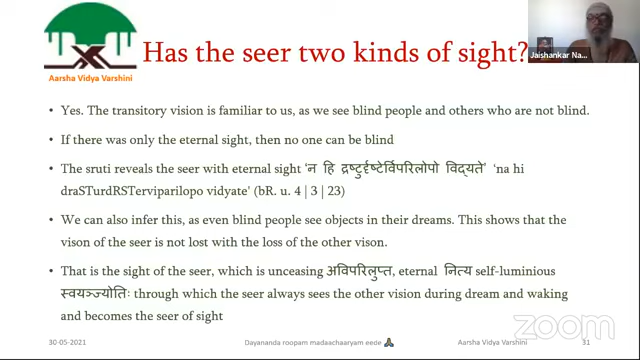 Has the seer two kinds of sight?
Jaishankar Na...
Aarsha Vidya Varshini
• Yes. The transitory vision is familiar to us, as we see blind people and others who are not blind.
• If there was only the eternal sight, then no one can be blind
• The sruti reveals the seer with eternal sight ‘न हि द्रष्टुर्दृष्टेर्विपरिलोपो विद्यते’ ‘na hi
draSTurdRSTerviparilopo vidyate' (bR. u. 4 | 3 | 23)
• We can also infer this, as even blind people see objects in their dreams. This shows that the
vison of the seer is not lost with the loss of the other vison.
• That is the sight of the seer, which is unceasing अविपरिलुप्त, eternal नित्य self-luminious
स्वयञ्ज्योतिः through which the seer always sees the other vision during dream and waking
and becomes the seer of sight
30-05-2021 Dayananda roopam madaachaaryam eede 🙏 Aarsha Vidya Varshini 31
zoom